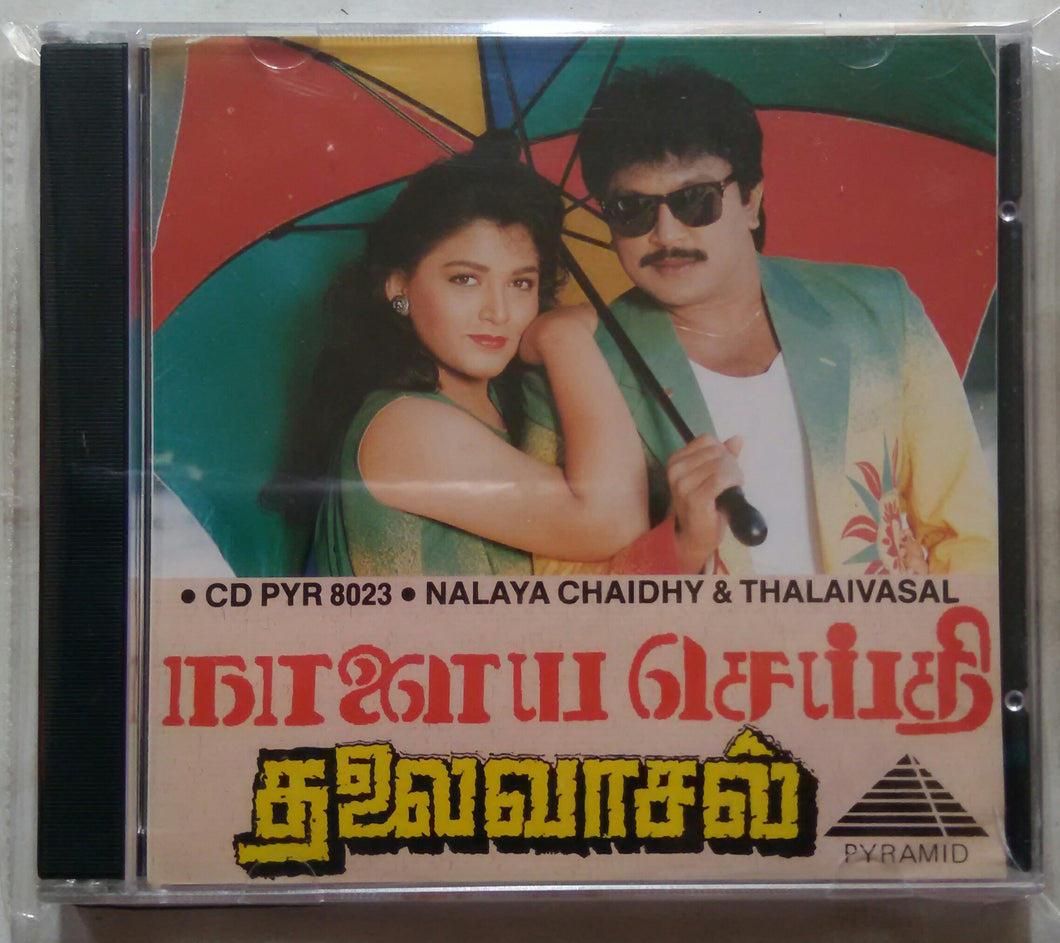 • CD PYR 8023 • NALAYA CHAIDHY & THALAIVASAL
நாளைய செய்தி
தலைவாசல்
PYRAMID